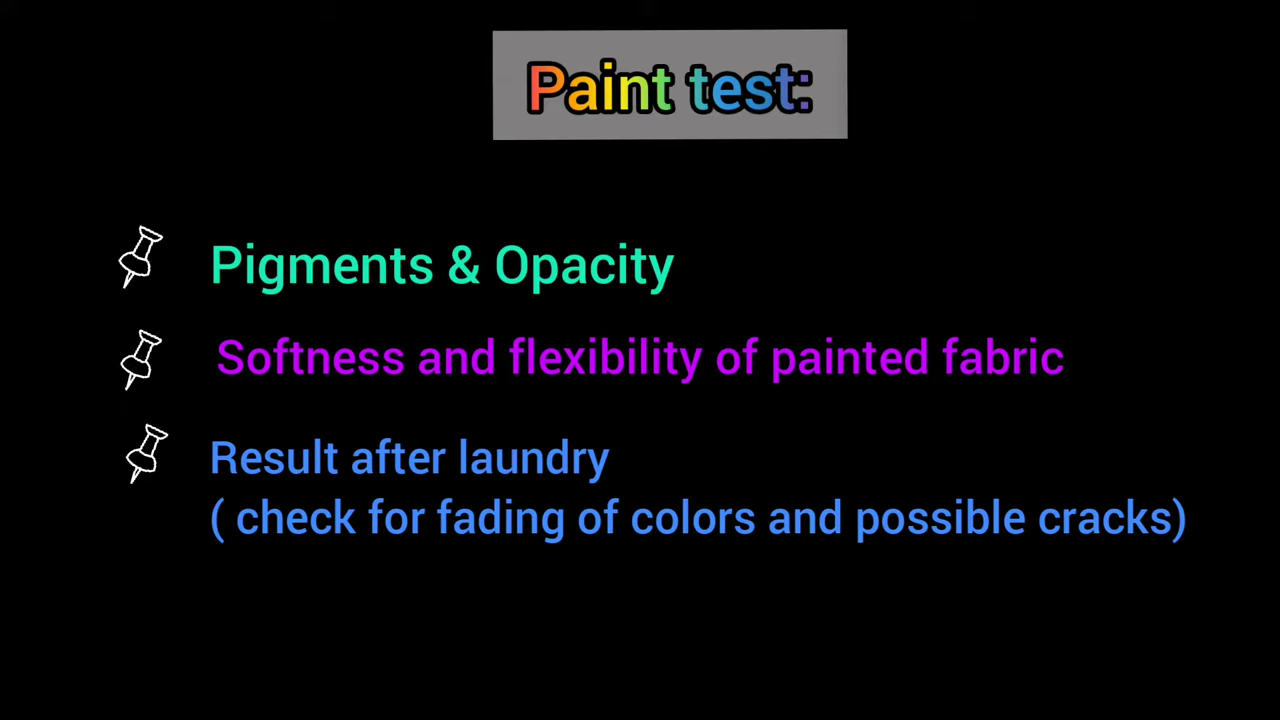 Paint test:
Pigments & Opacity
Softness and flexibility of painted fabric
Result after laundry
( check for fading of colors and possible cracks)